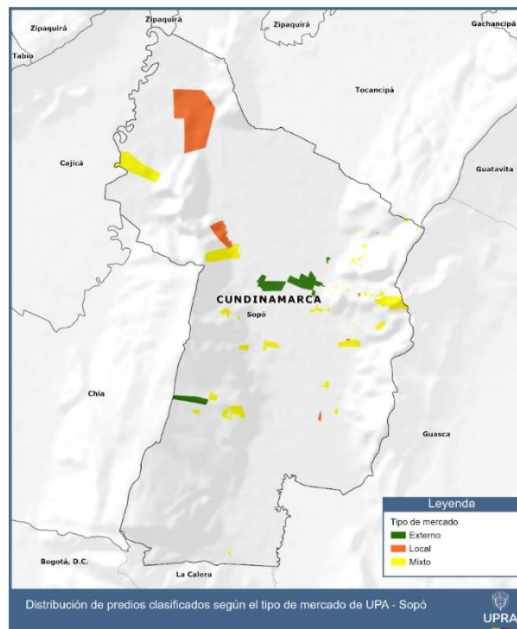 Zipaquirá
Zipaquirá
Zipaquirá
Gachancipá
Tabio
Tocancipá
Cajicá
Guatavita
CUNDINAMARCA
Sopó
Chía
Guasca
Bogotá, D.C.
La Calera
Leyenda
Tipo de mercado
Externo
Local
Mixto
Distribución de predios clasificados según el tipo de mercado de UPA - Sopó
UPRA